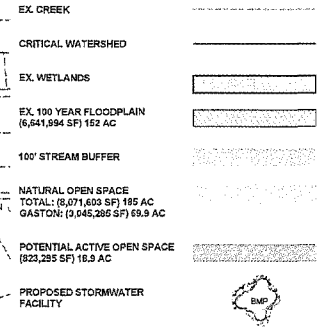 EX. CREEK
CRITICAL WATERSHED
EX. WETLANDS
EX. 100 YEAR FLOODPLAIN
(6,641,994 SF) 152 AC
100' STREAM BUFFER
NATURAL OPEN SPACE
TOTAL: (8,071,603 SF) 185 AC
GASTON: (3,045,285 SF) 69.9 AC
POTENTIAL ACTIVE OPEN SPACE
(823,295 SF) 18.9 AC
PROPOSED STORMWATER
FACILITY
BMP